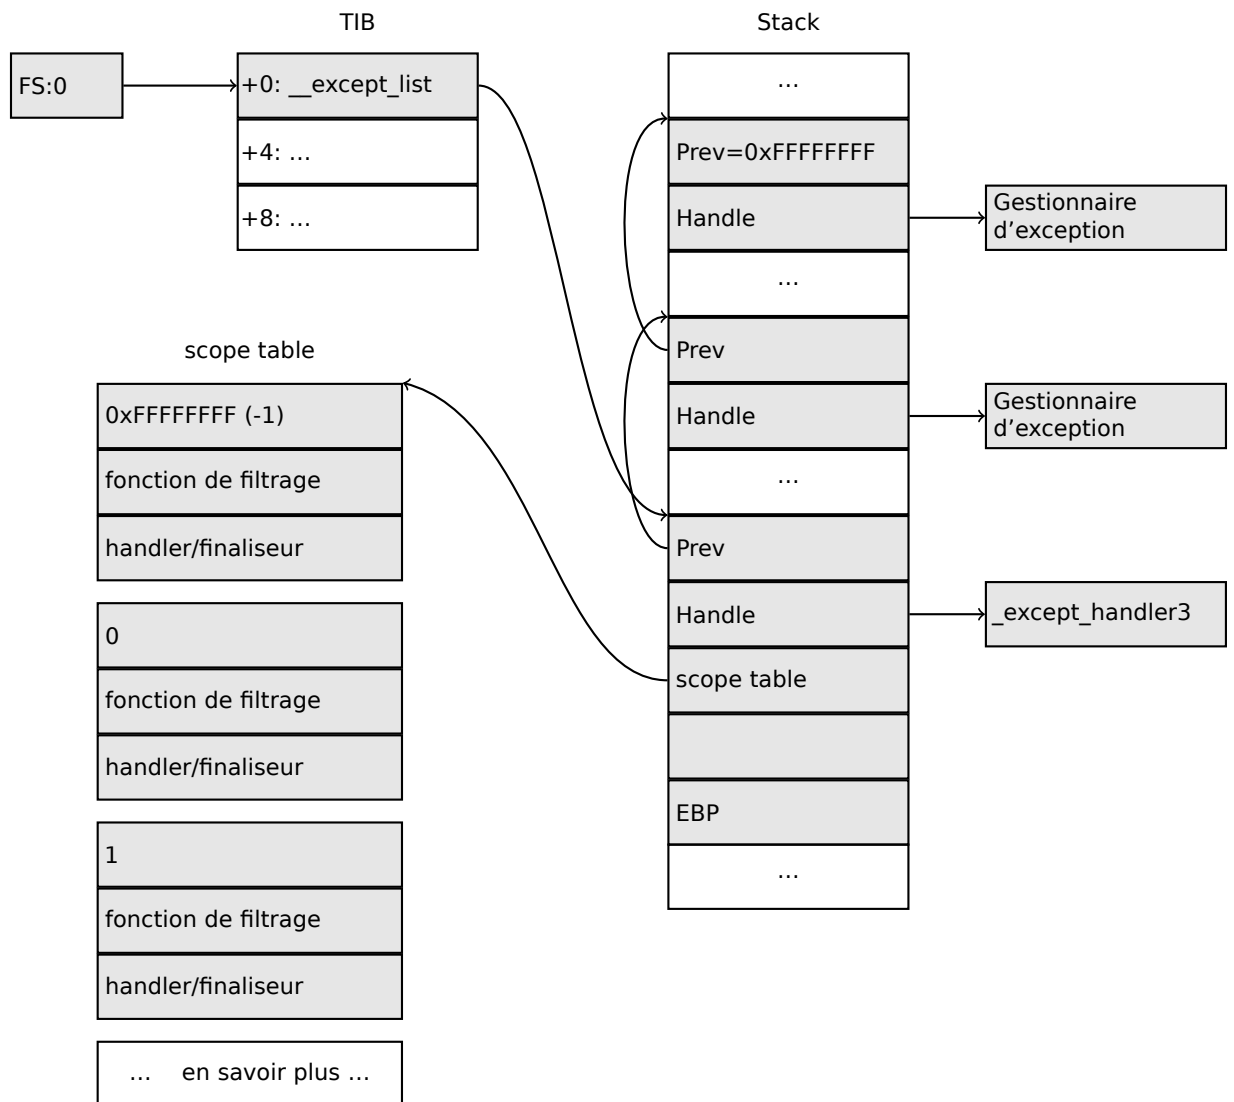 TIB
Stack
FS:0
+0: __except_list
+4: ...
+8: ...
...
Prev=0xFFFFFFFF
Handle
Gestionnaire
d’exception
...
Prev
Handle
Gestionnaire
d’exception
...
Prev
Handle
_except_handler3
scope table
EBP
...
scope table
0xFFFFFFFF (-1)
fonction de filtrage
handler/finaliseur
0
fonction de filtrage
handler/finaliseur
1
fonction de filtrage
handler/finaliseur
... en savoir plus ...